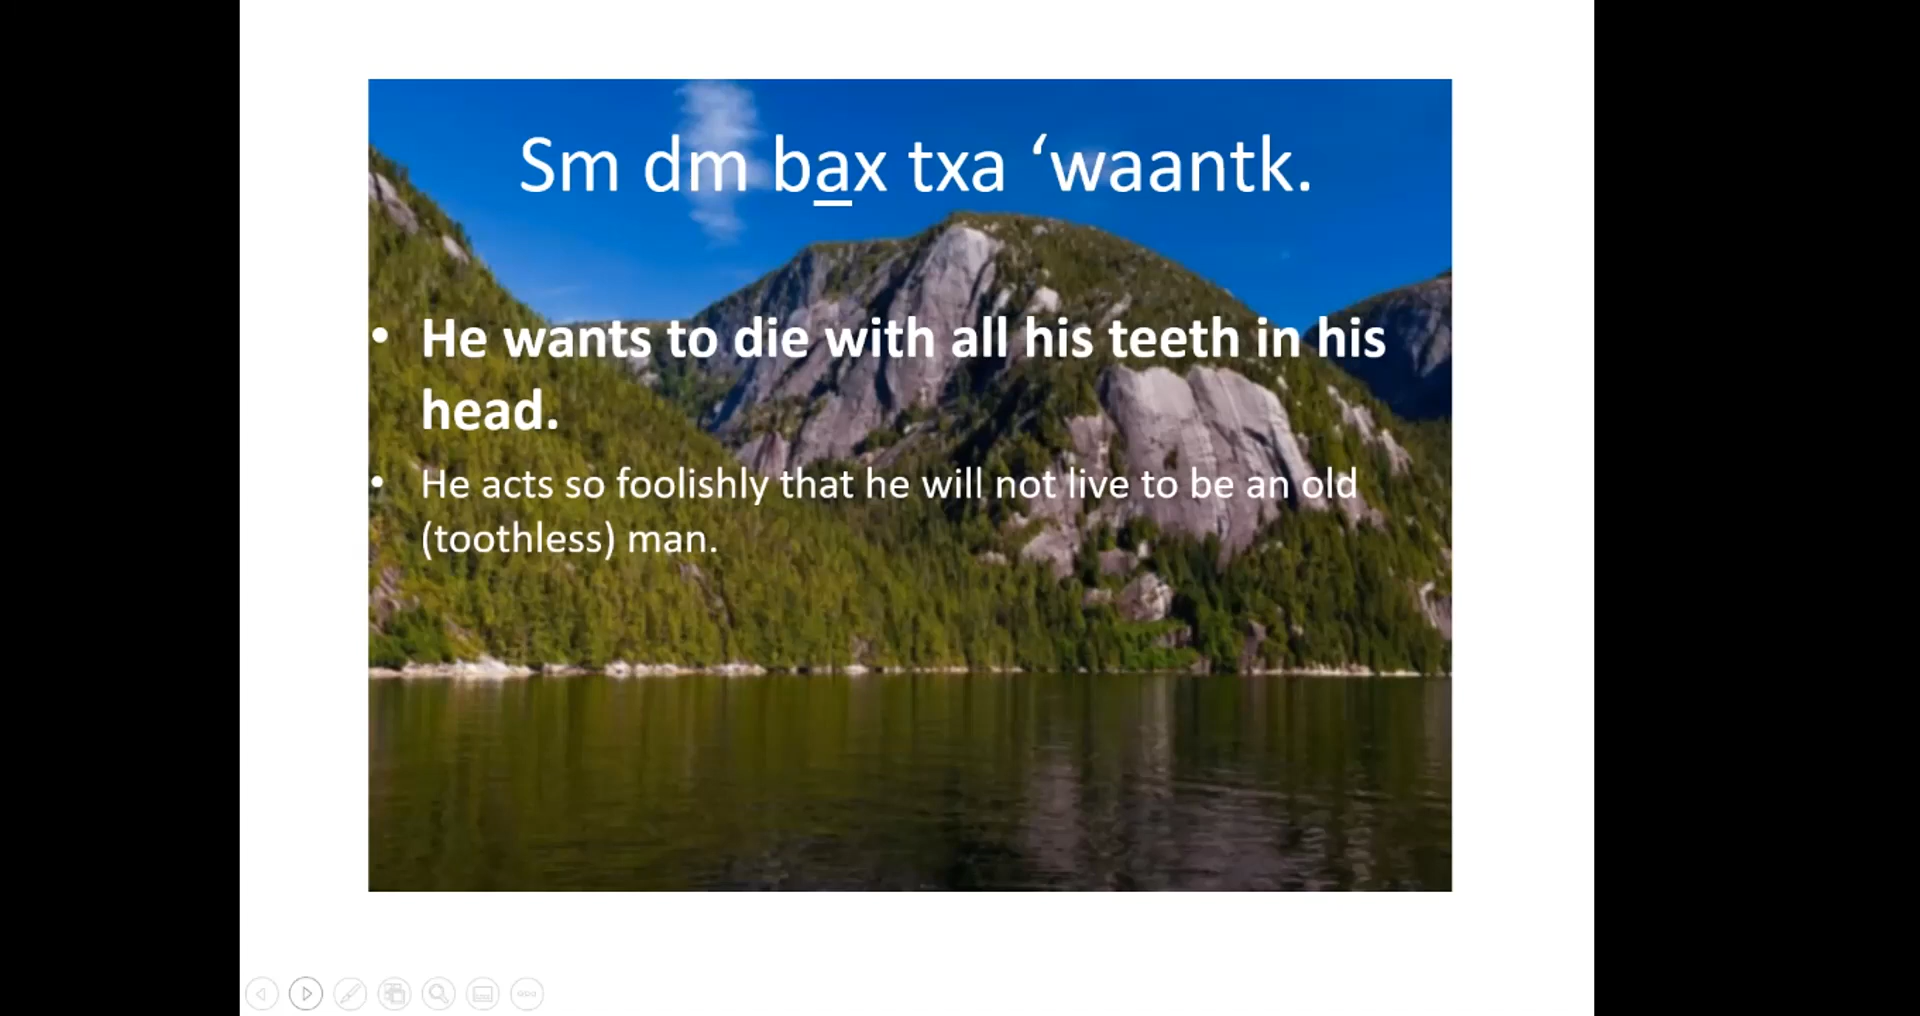 Sm dm ba̲x txa ‘waantk.
• He wants to die with all his teeth in his
head.
• He acts so foolishly that he will not live to be an old
(toothless) man.